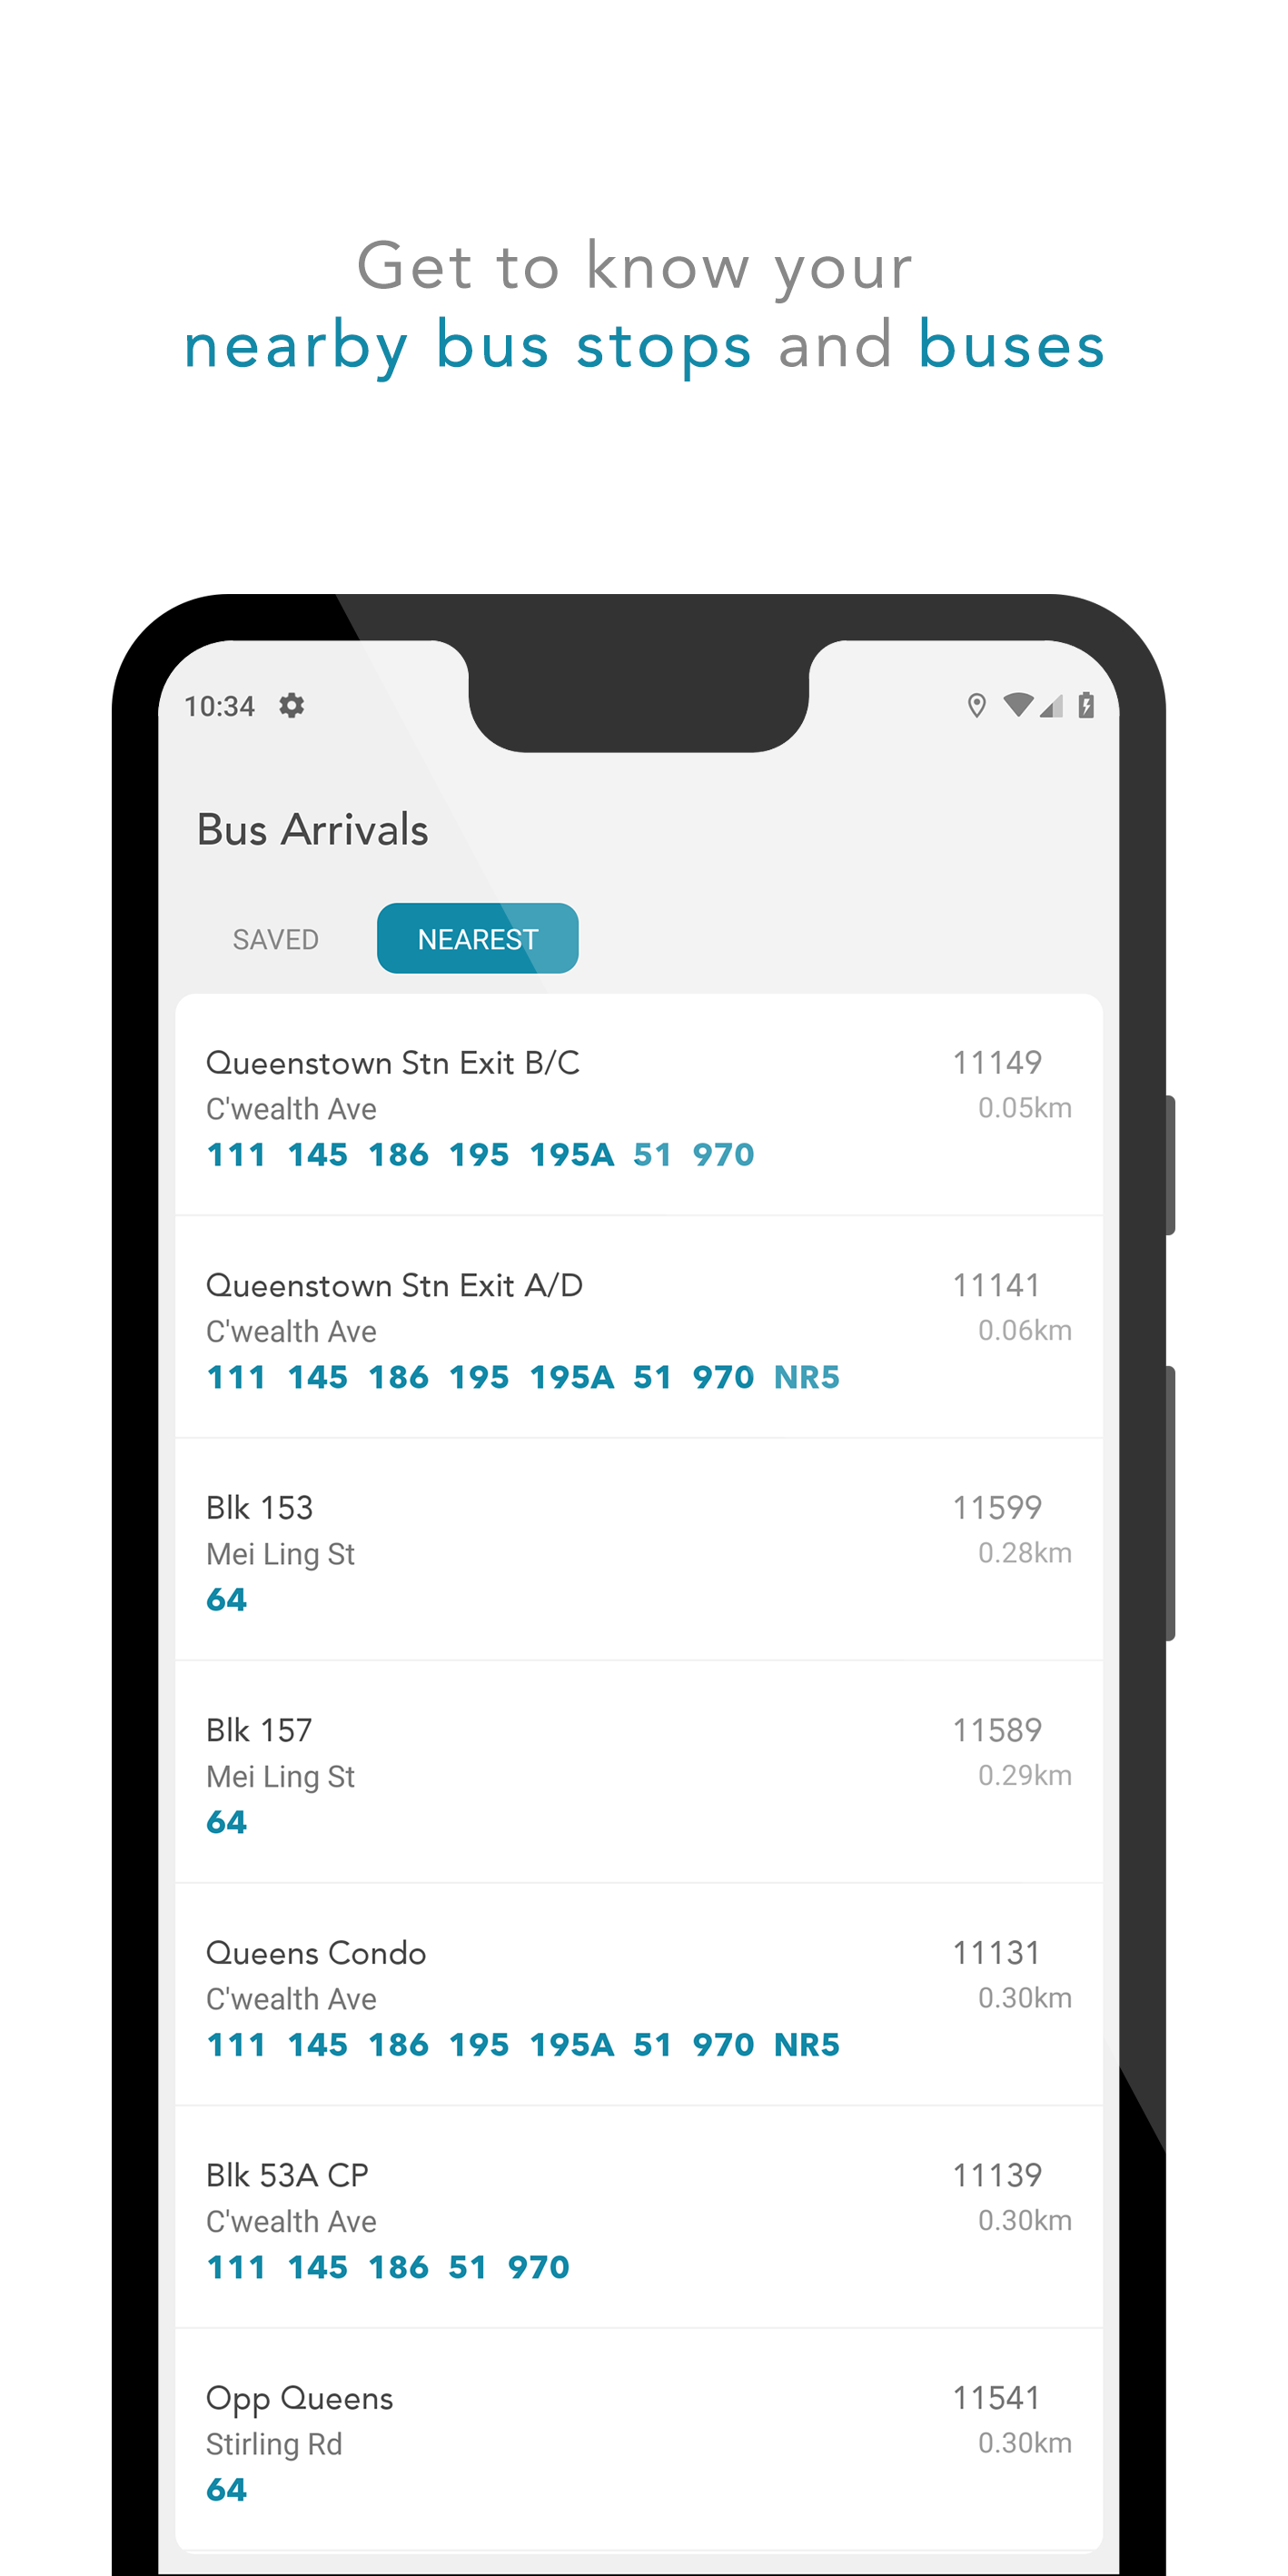 Get to know your
nearby bus stops and buses
10:34
Bus Arrivals
SAVED NEAREST
Queenstown Stn Exit B/C 11149
C'wealth Ave 0.05km
111 145 186 195 195A 51 970
Queenstown Stn Exit A/D 11141
C'wealth Ave 0.06km
111 145 186 195 195A 51 970 NR5
Blk 153 11599
Mei Ling St 0.28km
64
Blk 157 11589
Mei Ling St 0.29km
64
Queens Condo 11131
C'wealth Ave 0.30km
111 145 186 195 195A 51 970 NR5
Blk 53A CP 11139
C'wealth Ave 0.30km
111 145 186 51 970
Opp Queens 11541
Stirling Rd 0.30km
64